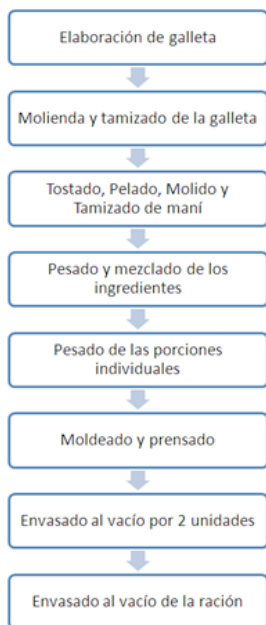 Elaboración de galleta
Molienda y tamizado de la galleta
Tostado, Pelado, Molido y
Tamizado de maní
Pesado y mezclado de los
ingredientes
Pesado de las porciones
individuales
Moldeado y prensado
Envasado al vacío por 2 unidades
Envasado al vacío de la ración